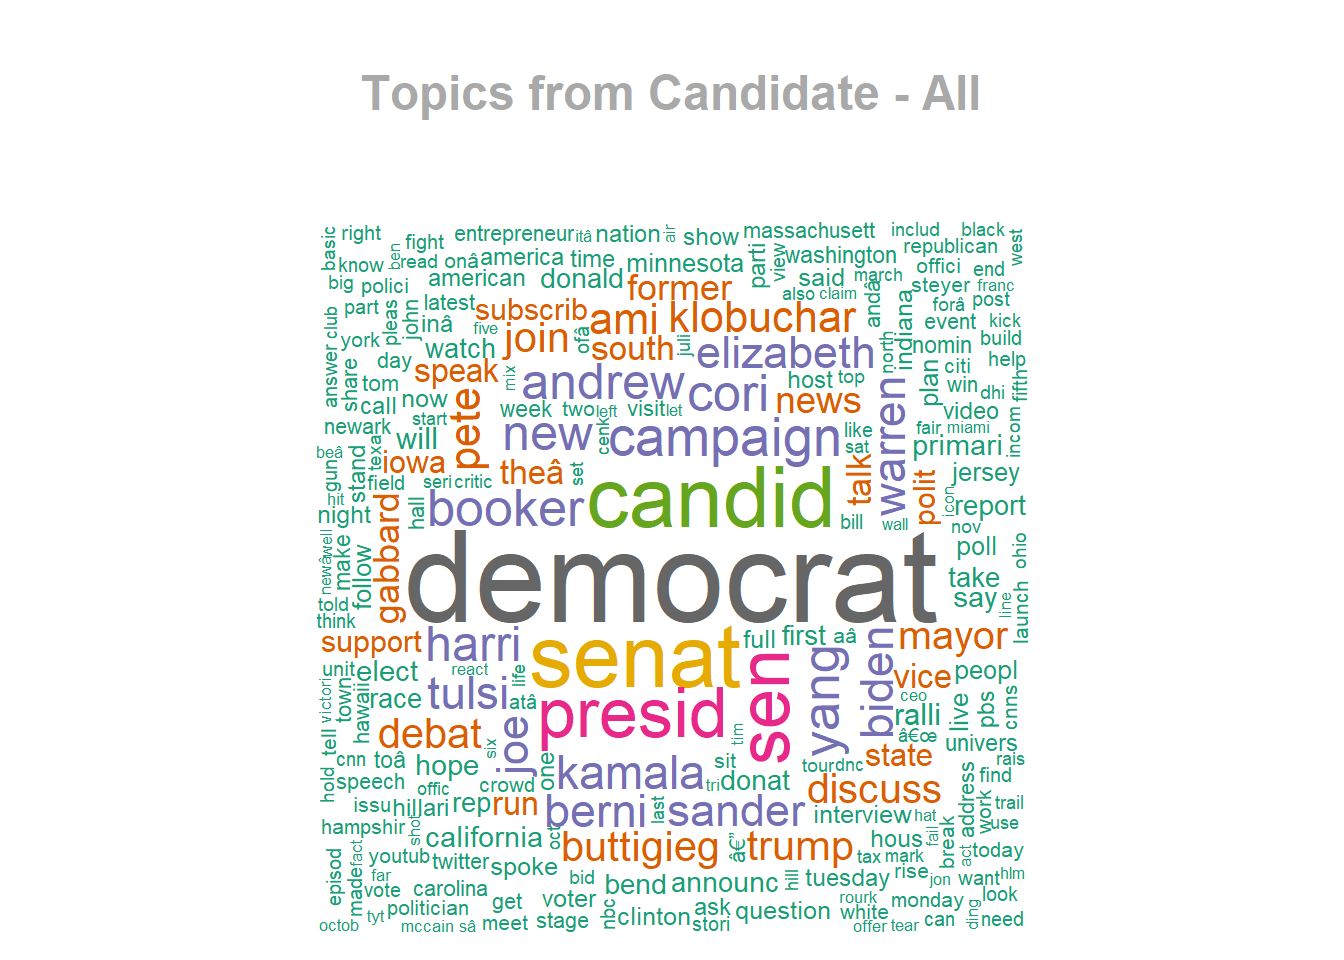 Topics from Candidate - All
basic right fight entrepreneur itâ nation air show massachusett includ black west
know ben read onâ america time minnesota parti view washington republican
big polici american donald former said march offici end
part pleas john latest subscrib ami klobuchar also claim andâ steyer franc
club inâ five join ofâ south juli elizabeth indiana forâ post
york watch event kick
answer share day speak mix andrew cori host top north nomin build
tom now news plan citi help
call start pete week two left visit let warren win dhi fifth
newark will new cenk campaign like fair video miami incom
beâ texa iowa theâ set sat primari
gun stand field seri critic talk polit jersey
hit night gabbard hall booker candid bill wall icon report
newâ well make follow democrat nov poll ohio
told take say line launch
think
support harri senat full first aâ mayor
unit elect react life sen yang biden vice peopl
victori town hawaii race tulsi atâ presid ceo live pbs cnns
tell debat joe six tim ralli â€œ univers
hold cnn toâ hope one kamala sit tour dnc state rais
speech offic crowd tri donat discuss find
issu hillari rep run berni last sander interview hat address work trail
hampshir shot california oct buttigieg â€” trump hous fail break use
episod made fact youtub twitter spoke tax mark act today
far bid bend announc hill tuesday rise jon want hlm
vote carolina get voter nbc rourk monday look
politician clinton ask question white
octob tyt mccain sâ meet stage stori offer tear can ding need